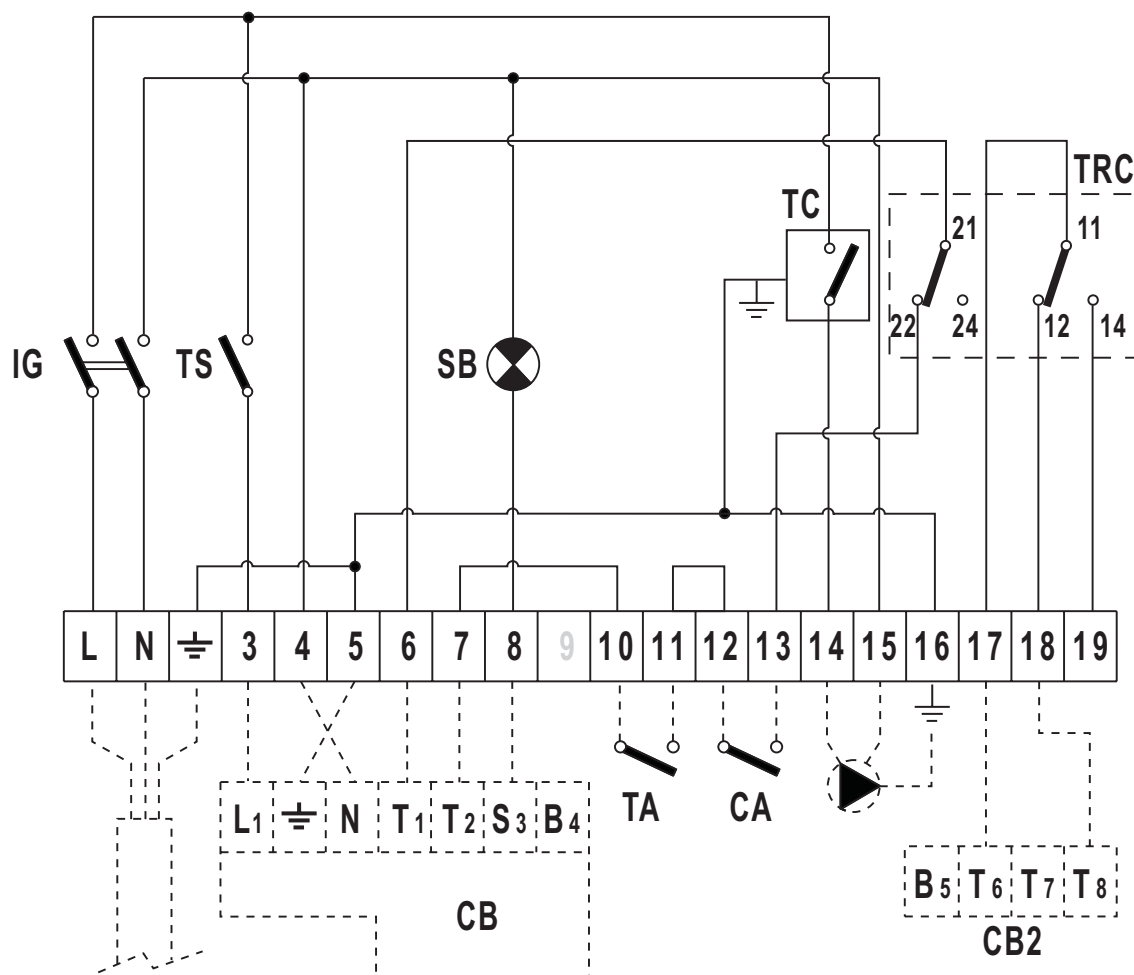 TRC
TC
21 11
22 24 12 14
IG TS SB
L N 3 4 5 6 7 8 9 10 11 12 13 14 15 16 17 18 19
TA CA
L1 N T1 T2 S3 B4
B5 T6 T7 T8
CB
CB2